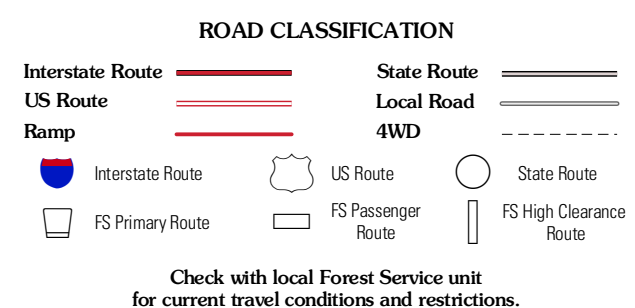 ROAD CLASSIFICATION
Interstate Route
State Route
US Route
Local Road
Ramp
4WD
Interstate Route
US Route
State Route
FS Primary Route
FS Passenger
Route
FS High Clearance
Route
Check with local Forest Service unit
for current travel conditions and restrictions.